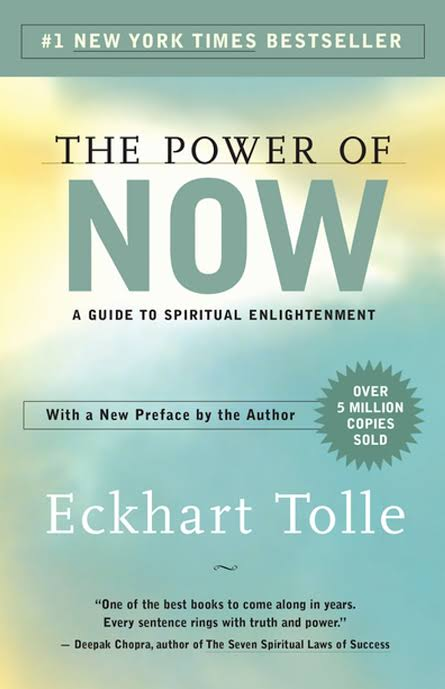 #1 NEW YORK TIMES BESTSELLER
THE POWER OF
NOW
A GUIDE TO SPIRITUAL ENLIGHTENMENT
With a New Preface by the Author
OVER
5 MILLION
COPIES
SOLD
Eckhart Tolle
“One of the best books to come along in years.
Every sentence rings with truth and power.”
— Deepak Chopra, author of The Seven Spiritual Laws of Success